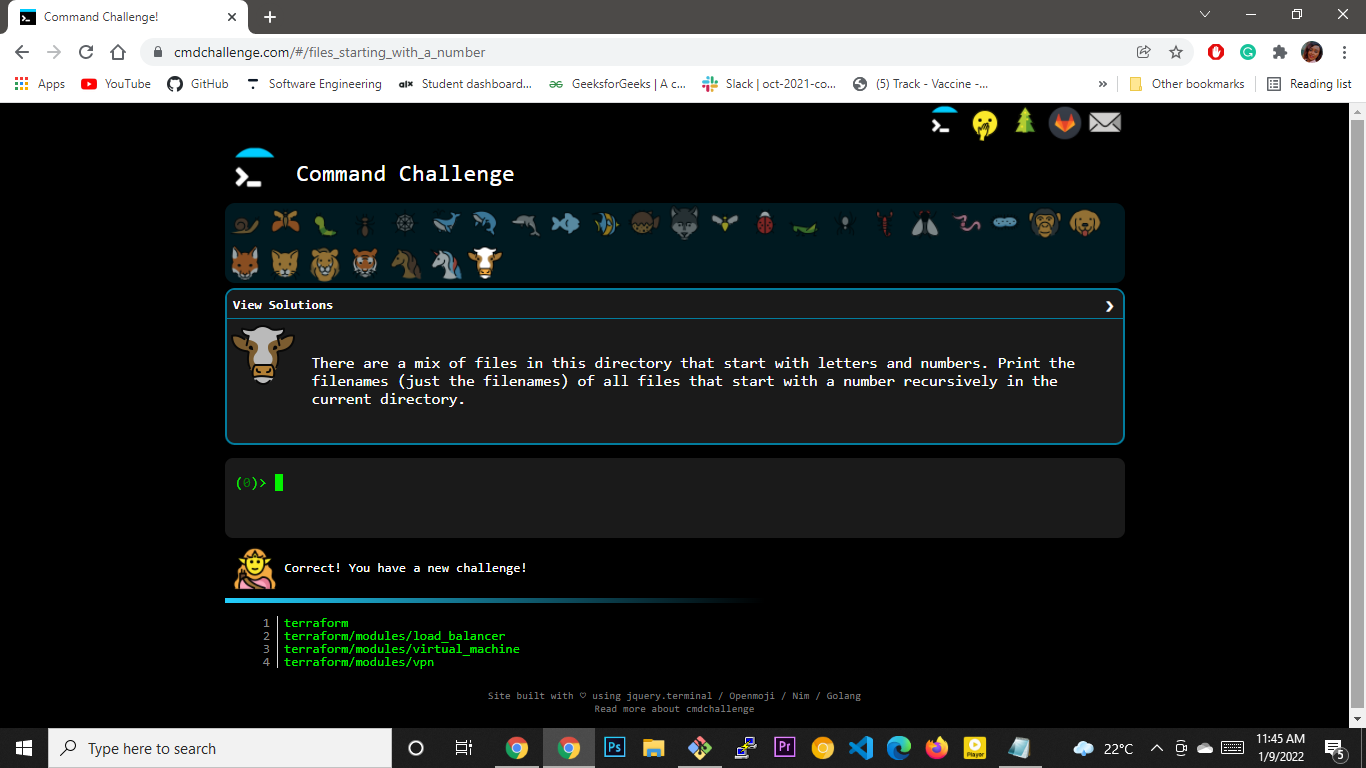 Command Challenge!
cmdchallenge.com/#/files_starting_with_a_number
Apps YouTube GitHub Software Engineering alx Student dashboard... GeeksforGeeks | A c... Slack | oct-2021-co... (5) Track - Vaccine -... » Other bookmarks Reading list
Command Challenge
View Solutions
There are a mix of files in this directory that start with letters and numbers. Print the
filenames (just the filenames) of all files that start with a number recursively in the
current directory.
(0)>
Correct! You have a new challenge!
1 terraform
2 terraform/modules/load_balancer
3 terraform/modules/virtual_machine
4 terraform/modules/vpn
Site built with ♡ using jquery.terminal / Openmoji / Nim / Golang
Read more about cmdchallenge
Type here to search
Ps
Pr
Player
22°C
11:45 AM
1/9/2022
5